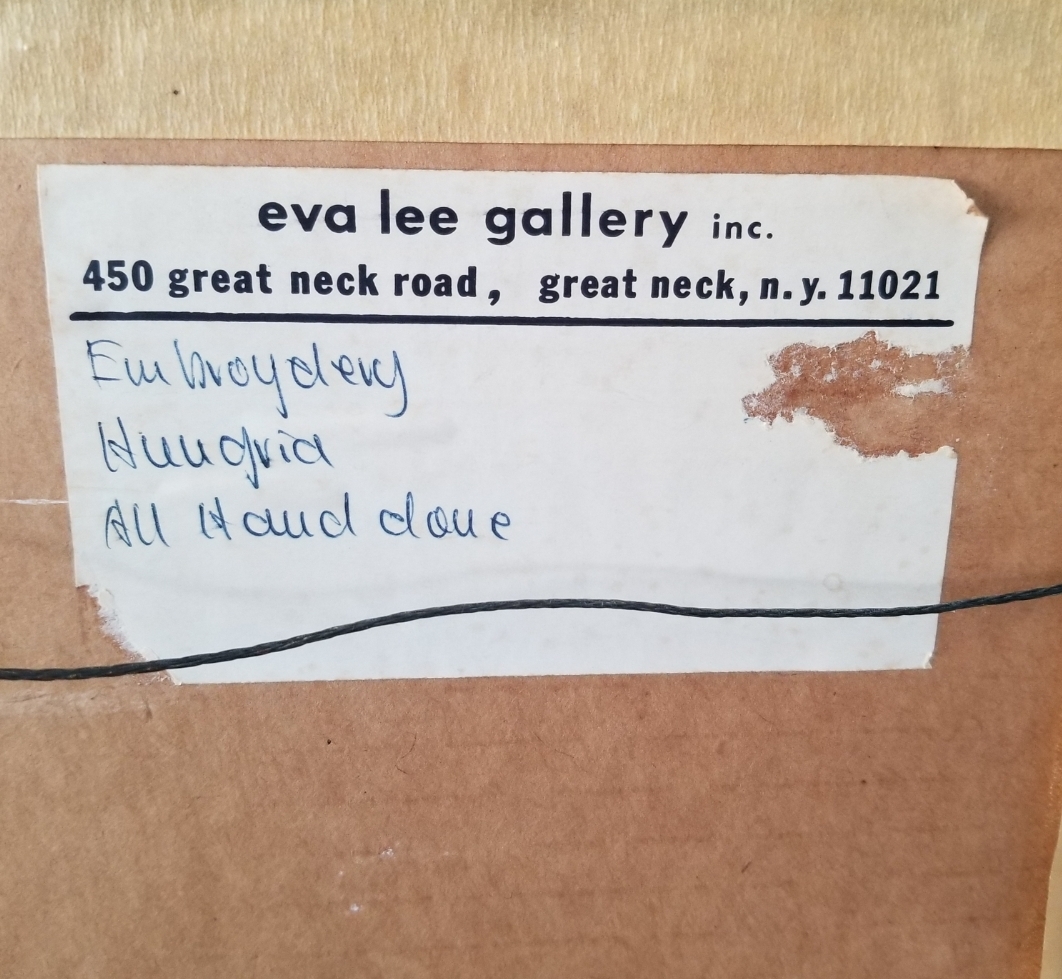 eva lee gallery inc.
450 great neck road, great neck, n.y. 11021
Embroydery
Hungria
All Hand done